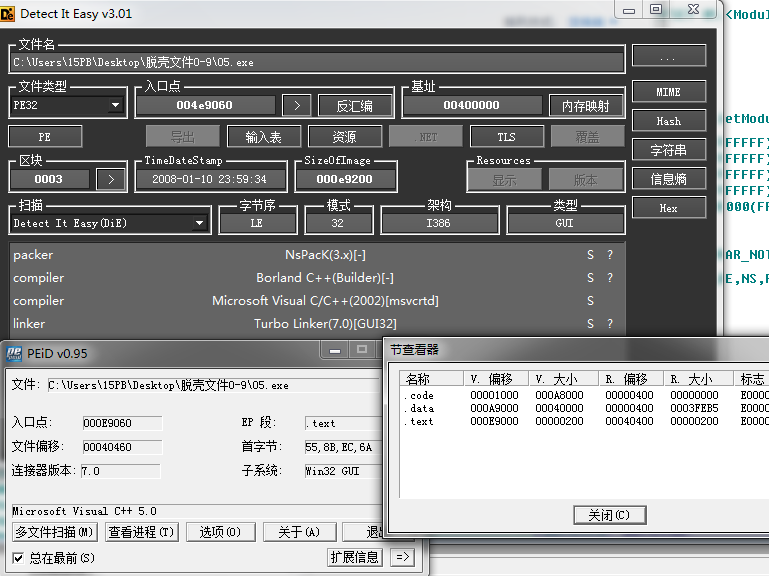 Detect It Easy v3.01
<Modul
文件名
C:\Users\15PB\Desktop\脱壳文件0-9\05.exe
...
文件类型
PE32
入口点
004e9060
>
反汇编
基址
00400000
内存映射
MIME
PE
导出
输入表
资源
.NET
TLS
覆盖
Hash
区块
0003
>
TimeDateStamp
2008-01-10 23:59:34
SizeOfImage
000e9200
Resources
显示
版本
字符串
信息熵
扫描
Detect It Easy(DiE)
字节序
LE
模式
32
架构
I386
类型
GUI
Hex
packer NsPacK(3.x)[-] S ?
compiler Borland C++(Builder)[-] S ?
compiler Microsoft Visual C/C++(2002)[msvcrtd] S
linker Turbo Linker(7.0)[GUI32] S ?
etModu
FFFFF)
FFFFF)
FFFFF)
FFFFF)
000(FF
AR_NOT
E,NS,F
PEiD v0.95
文件: C:\Users\15PB\Desktop\脱壳文件0-9\05.exe
入口点: 000E9060 EP 段: .text
文件偏移: 00040460 首字节: 55,8B,EC,6A
连接器版本: 7.0 子系统: Win32 GUI
Microsoft Visual C++ 5.0
多文件扫描(M) 查看进程(T) 选项(O) 关于(A) 退出
总在最前(S) 扩展信息 =>
节查看器
名称 V. 偏移 V. 大小 R. 偏移 R. 大小 标志
.code 00001000 000A8000 00000400 00000000 E0000
.data 000A9000 00040000 00000400 0003FEB5 E0000
.text 000E9000 00000200 00040400 00000200 E0000
关闭(C)